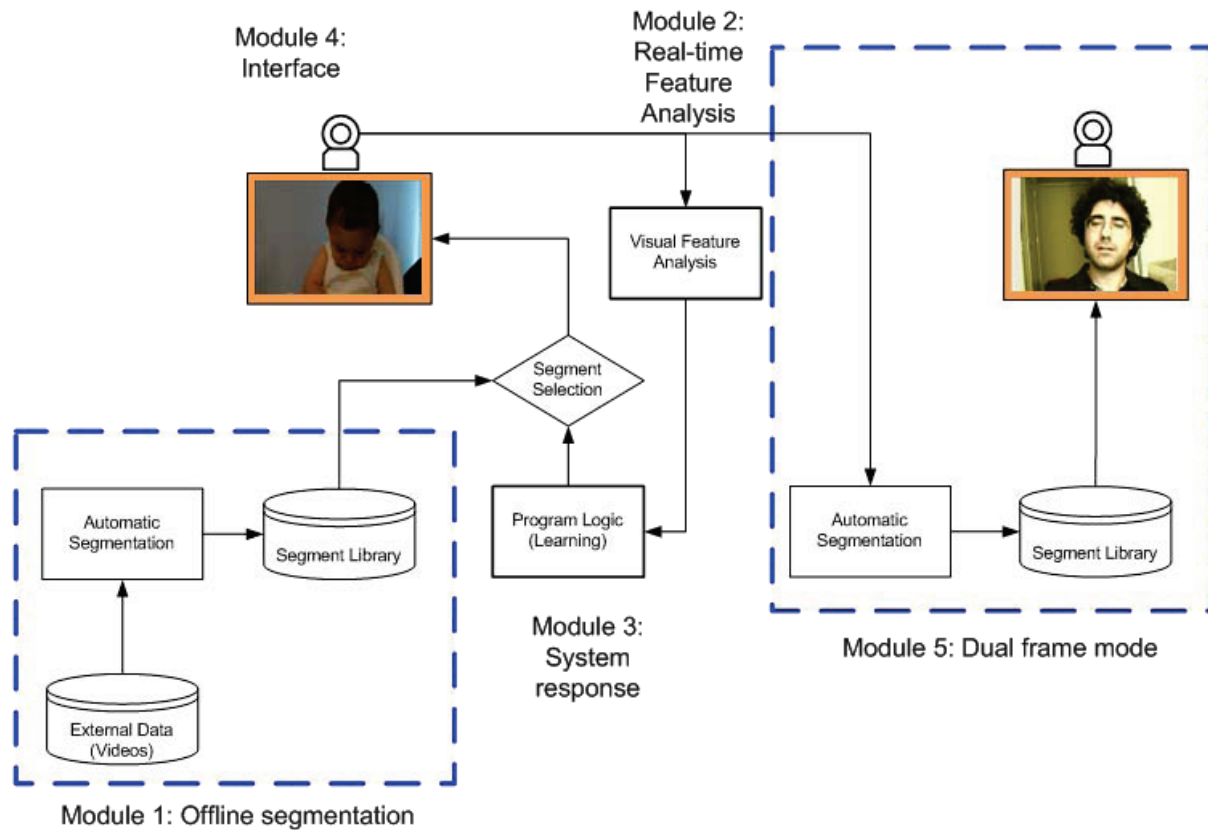 Module 4:
Interface
Module 2:
Real-time
Feature
Analysis
Visual Feature
Analysis
Segment
Selection
Automatic
Segmentation
Segment Library
Program Logic
(Learning)
Automatic
Segmentation
Segment Library
Module 3:
System
response
Module 5: Dual frame mode
External Data
(Videos)
Module 1: Offline segmentation